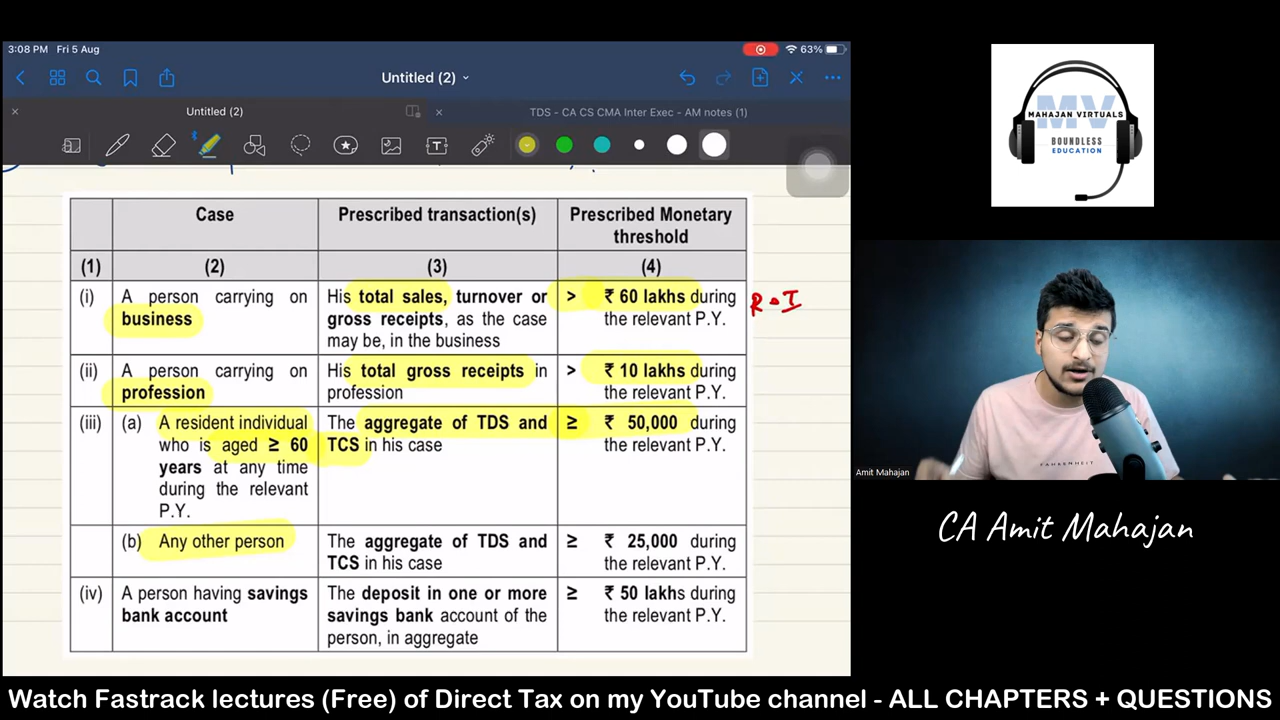 3:08 PM Fri 5 Aug
63%
Untitled (2)
Untitled (2)
TDS - CA CS CMA Inter Exec - AM notes (1)
Case
Prescribed transaction(s)
Prescribed Monetary
threshold
(1)
(2)
(3)
(4)
(i)
A person carrying on
business
His total sales, turnover or
gross receipts, as the case
may be, in the business
> ₹ 60 lakhs during
the relevant P.Y.
R.O.I
(ii)
A person carrying on
profession
His total gross receipts in
profession
> ₹ 10 lakhs during
the relevant P.Y.
(iii)
(a) A resident individual
who is aged ≥ 60
years at any time
during the relevant
P.Y.
The aggregate of TDS and
TCS in his case
≥ ₹ 50,000 during
the relevant P.Y.
(b) Any other person
The aggregate of TDS and
TCS in his case
≥ ₹ 25,000 during
the relevant P.Y.
(iv)
A person having savings
bank account
The deposit in one or more
savings bank account of the
person, in aggregate
≥ ₹ 50 lakhs during
the relevant P.Y.
MV
MAHAJAN VIRTUALS
BOUNDLESS
EDUCATION
FAHRENHEIT
Amit Mahajan
CA Amit Mahajan
Watch Fastrack lectures (Free) of Direct Tax on my YouTube channel - ALL CHAPTERS + QUESTIONS